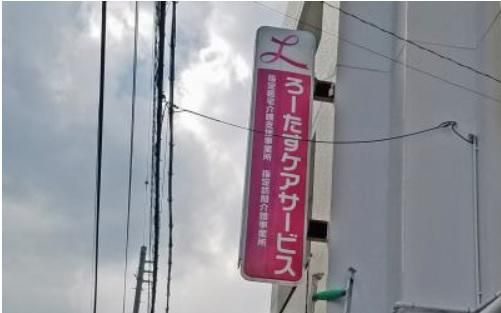 ろーたすケアサービス
指定居宅介護支援事業所 指定訪問介護事業所